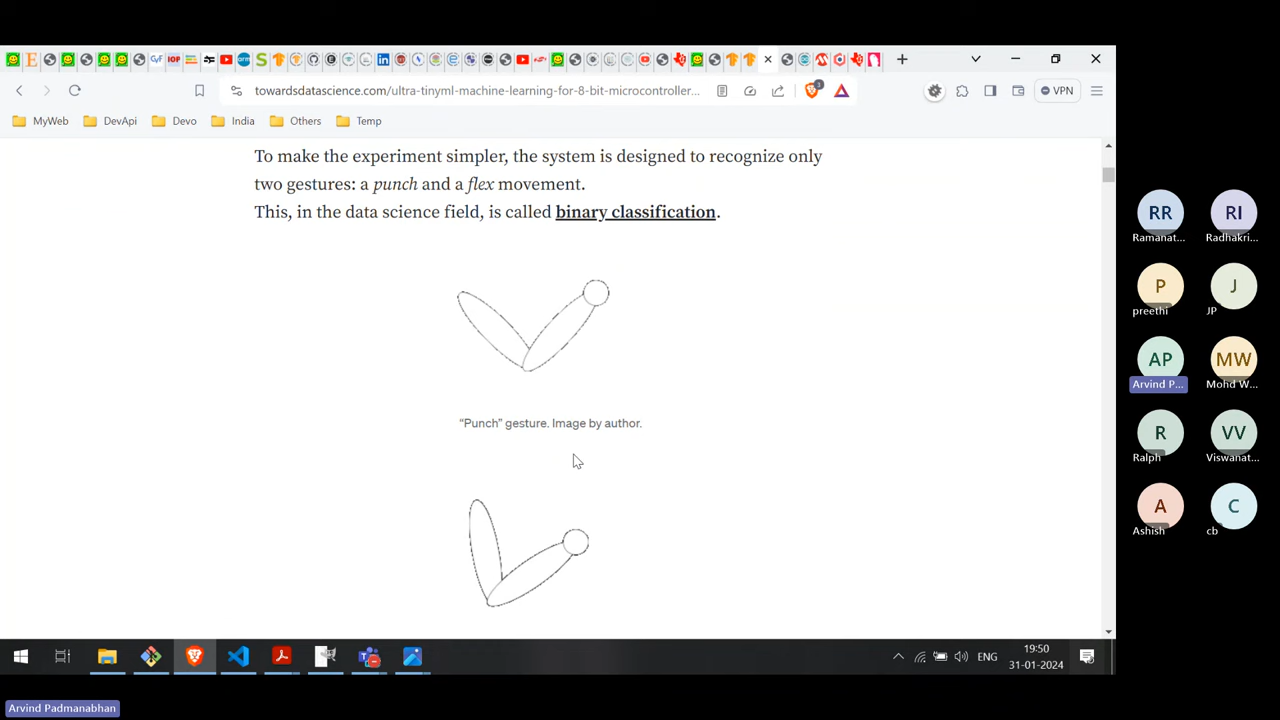 towardsdatascience.com/ultra-tinyml-machine-learning-for-8-bit-microcontroller...
3
VPN
MyWeb
DevApi
Devo
India
Others
Temp
To make the experiment simpler, the system is designed to recognize only
two gestures: a punch and a flex movement.
This, in the data science field, is called binary classification.
“Punch” gesture. Image by author.
RR
Ramanat...
RI
Radhakri...
P
preethi
J
JP
AP
Arvind P...
MW
Mohd W...
R
Ralph
VV
Viswanat...
A
Ashish
C
cb
ENG
19:50
31-01-2024
Arvind Padmanabhan